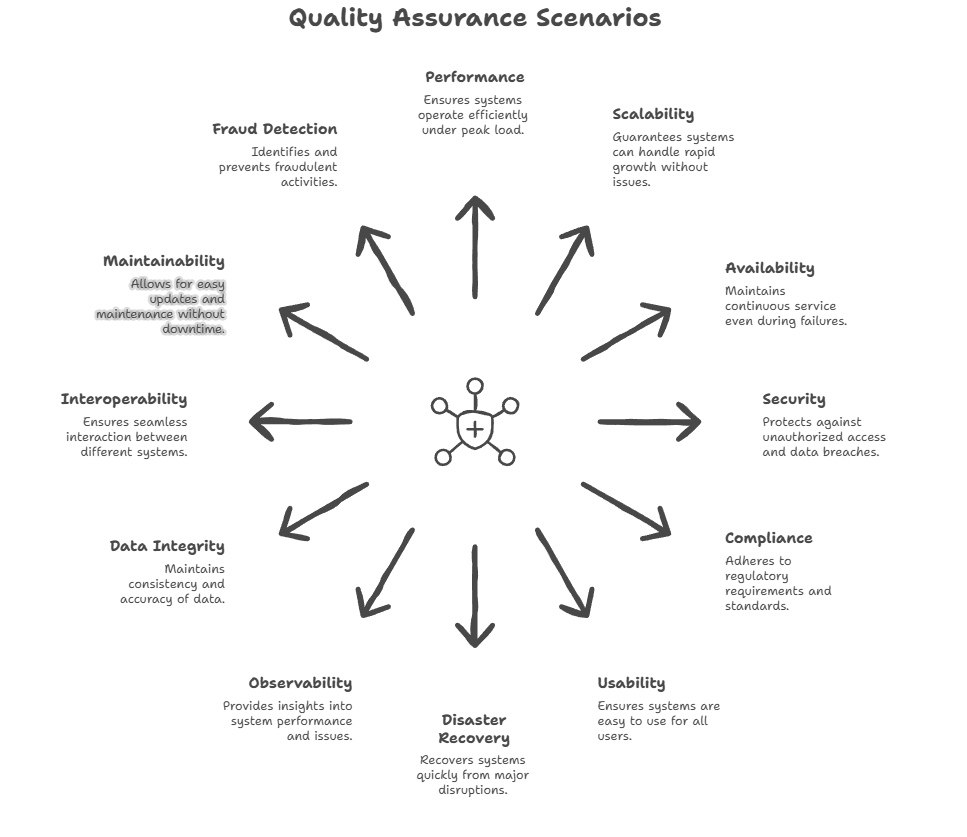 Quality Assurance Scenarios
Performance
Ensures systems
operate efficiently
under peak load.
Scalability
Guarantees systems
can handle rapid
growth without
issues.
Availability
Maintains
continuous service
even during failures.
Security
Protects against
unauthorized access
and data breaches.
Compliance
Adheres to
regulatory
requirements and
standards.
Usability
Ensures systems are
easy to use for all
users.
Disaster
Recovery
Recovers systems
quickly from major
disruptions.
Observability
Provides insights into
system performance
and issues.
Data Integrity
Maintains
consistency and
accuracy of data.
Interoperability
Ensures seamless
interaction between
different systems.
Maintainability
Allows for easy
updates and
maintenance without
downtime.
Fraud Detection
Identifies and
prevents fraudulent
activities.